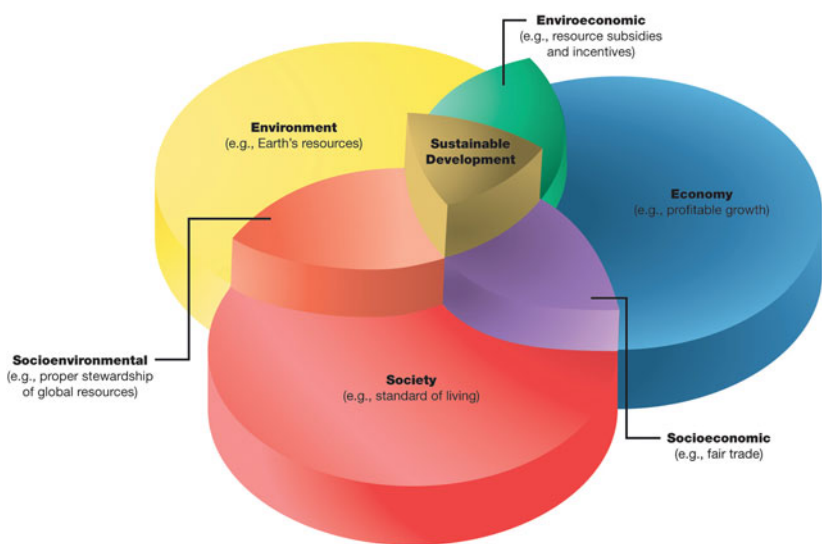 Enviroeconomic
(e.g., resource subsidies
and incentives)
Environment
(e.g., Earth's resources)
Sustainable
Development
Economy
(e.g., profitable growth)
Socioenvironmental
(e.g., proper stewardship
of global resources)
Society
(e.g., standard of living)
Socioeconomic
(e.g., fair trade)